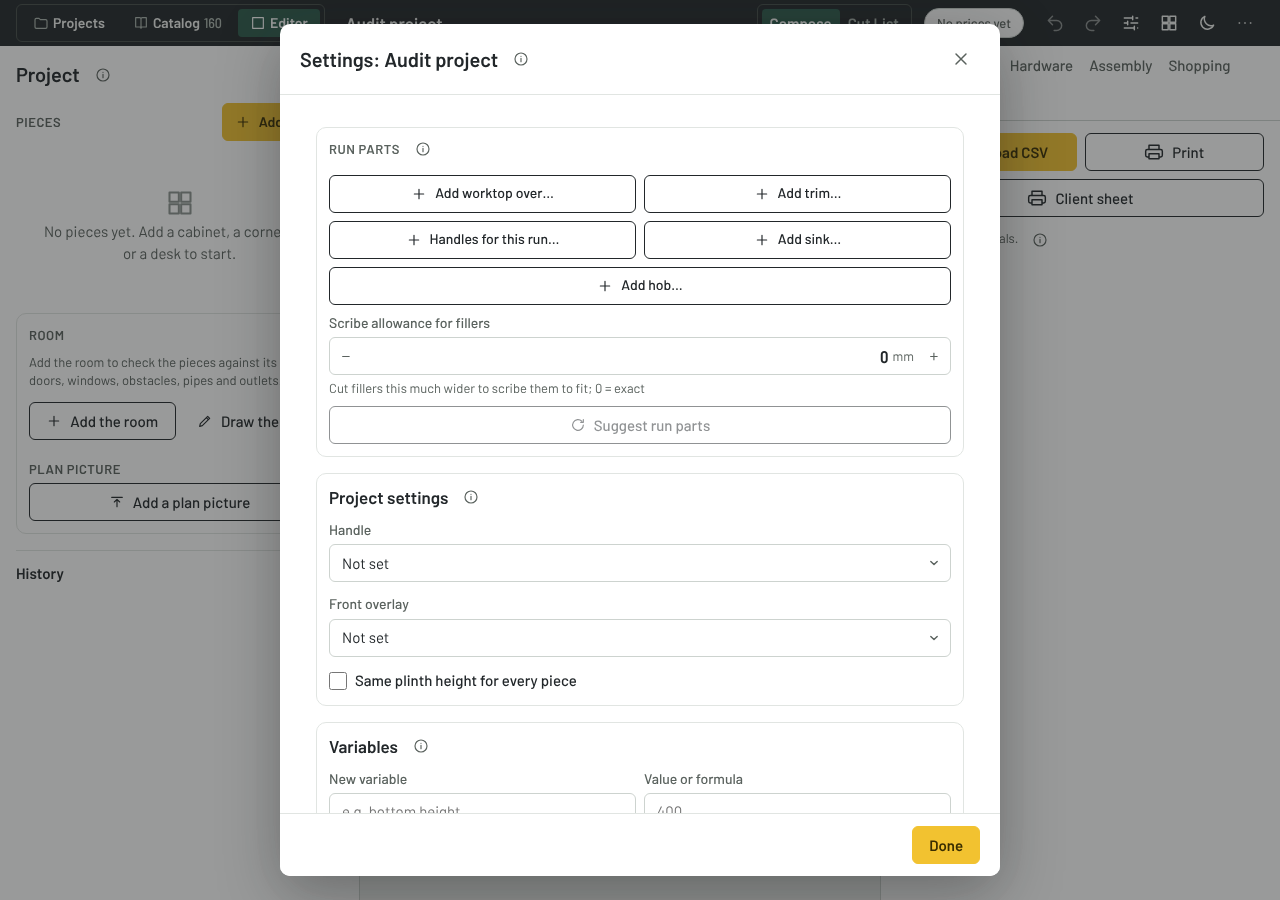 Projects
Catalog 160
Editor
Audit project
Compose
Cut List
No prices yet
Project
PIECES
Add
No pieces yet. Add a cabinet, a corne
or a desk to start.
ROOM
Add the room to check the pieces against its
doors, windows, obstacles, pipes and outlets
Add the room
Draw the
PLAN PICTURE
Add a plan picture
History
Settings: Audit project
RUN PARTS
Add worktop over...
Add trim...
Handles for this run...
Add sink...
Add hob...
Scribe allowance for fillers
− 0 mm +
Cut fillers this much wider to scribe them to fit; 0 = exact
Suggest run parts
Project settings
Handle
Not set
Front overlay
Not set
Same plinth height for every piece
Variables
New variable
Value or formula
e.g. bottom height
400
Done
Hardware
Assembly
Shopping
ad CSV
Print
Client sheet
als.